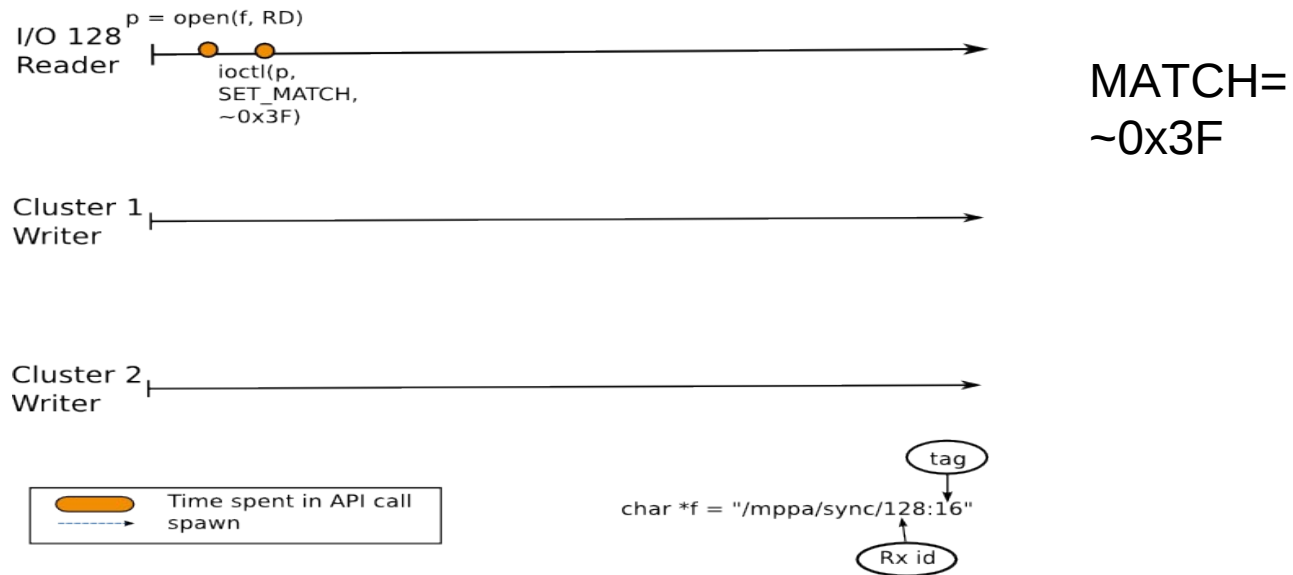 p = open(f, RD)
I/O 128
Reader
ioctl(p,
SET_MATCH,
~0x3F)
MATCH=
~0x3F
Cluster 1
Writer
Cluster 2
Writer
tag
Time spent in API call
spawn
char *f = "/mppa/sync/128:16"
Rx id